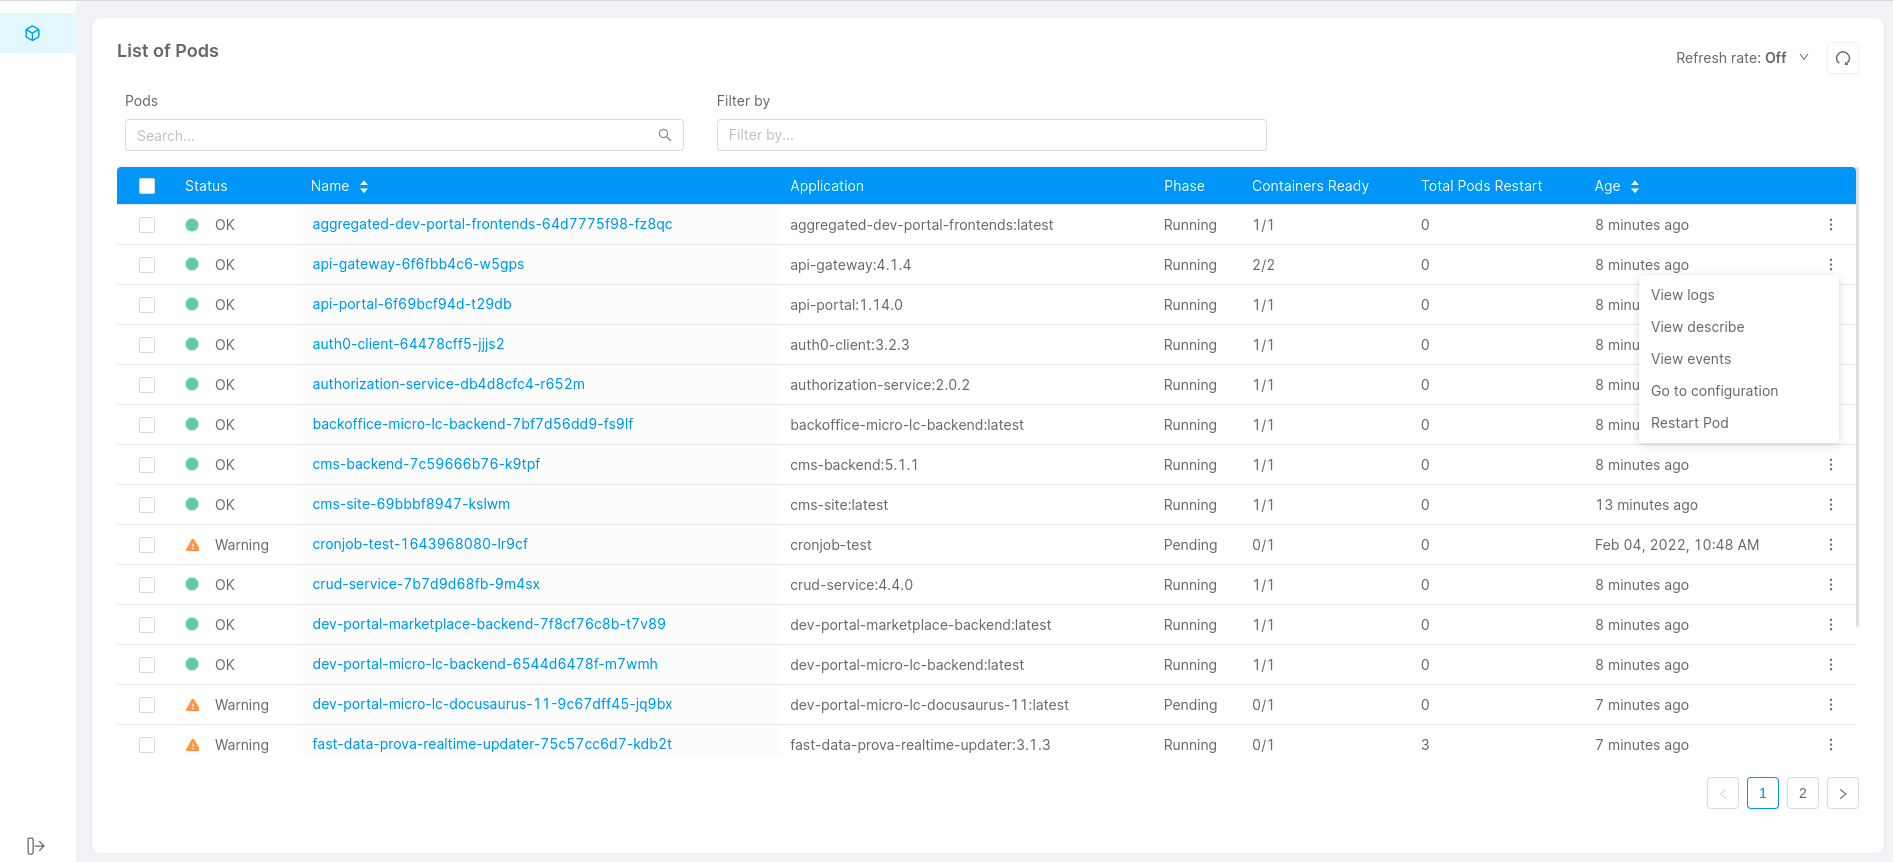 List of Pods
Refresh rate: Off
Pods
Filter by
Search...
Filter by...
Status Name Application Phase Containers Ready Total Pods Restart Age
OK aggregated-dev-portal-frontends-64d7775f98-fz8qc aggregated-dev-portal-frontends:latest Running 1/1 0 8 minutes ago
OK api-gateway-6f6fbb4c6-w5gps api-gateway:4.1.4 Running 2/2 0 8 minutes ago
View logs
View describe
View events
Go to configuration
Restart Pod
OK api-portal-6f69bcf94d-t29db api-portal:1.14.0 Running 1/1 0 8 minu
OK auth0-client-64478cff5-jjjs2 auth0-client:3.2.3 Running 1/1 0 8 minu
OK authorization-service-db4d8cfc4-r652m authorization-service:2.0.2 Running 1/1 0 8 minu
OK backoffice-micro-lc-backend-7bf7d56dd9-fs9lf backoffice-micro-lc-backend:latest Running 1/1 0 8 minu
OK cms-backend-7c59666b76-k9tpf cms-backend:5.1.1 Running 1/1 0 8 minutes ago
OK cms-site-69bbbf8947-kslwm cms-site:latest Running 1/1 0 13 minutes ago
Warning cronjob-test-1643968080-lr9cf cronjob-test Pending 0/1 0 Feb 04, 2022, 10:48 AM
OK crud-service-7b7d9d68fb-9m4sx crud-service:4.4.0 Running 1/1 0 8 minutes ago
OK dev-portal-marketplace-backend-7f8cf76c8b-t7v89 dev-portal-marketplace-backend:latest Running 1/1 0 8 minutes ago
OK dev-portal-micro-lc-backend-6544d6478f-m7wmh dev-portal-micro-lc-backend:latest Running 1/1 0 8 minutes ago
Warning dev-portal-micro-lc-docusaurus-11-9c67dff45-jq9bx dev-portal-micro-lc-docusaurus-11:latest Pending 0/1 0 7 minutes ago
Warning fast-data-prova-realtime-updater-75c57cc6d7-kdb2t fast-data-prova-realtime-updater:3.1.3 Running 0/1 3 7 minutes ago
1 2